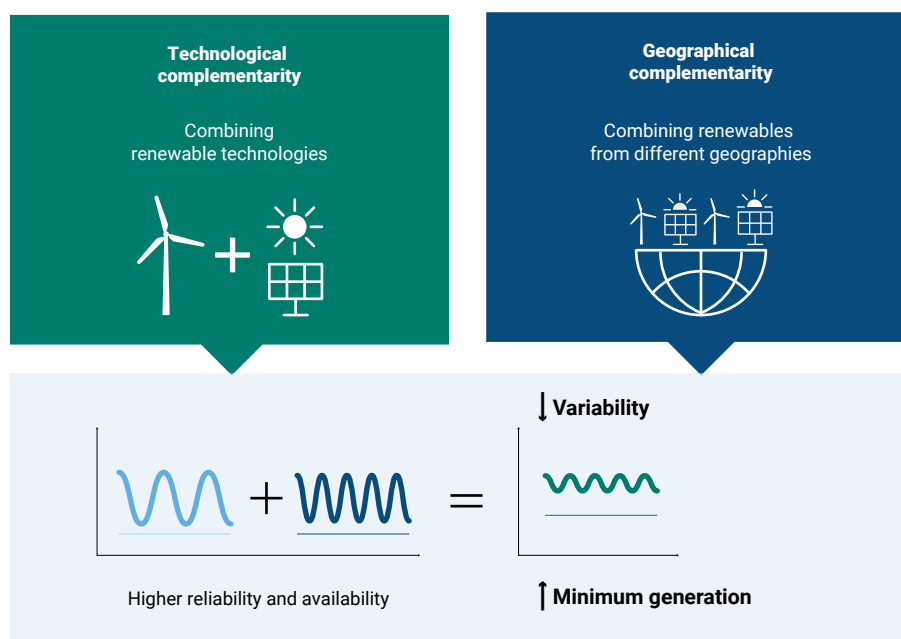 Technological
complementarity
Combining
renewable technologies
Geographical
complementarity
Combining renewables
from different geographies
↓ Variability
+
=
Higher reliability and availability
↑ Minimum generation